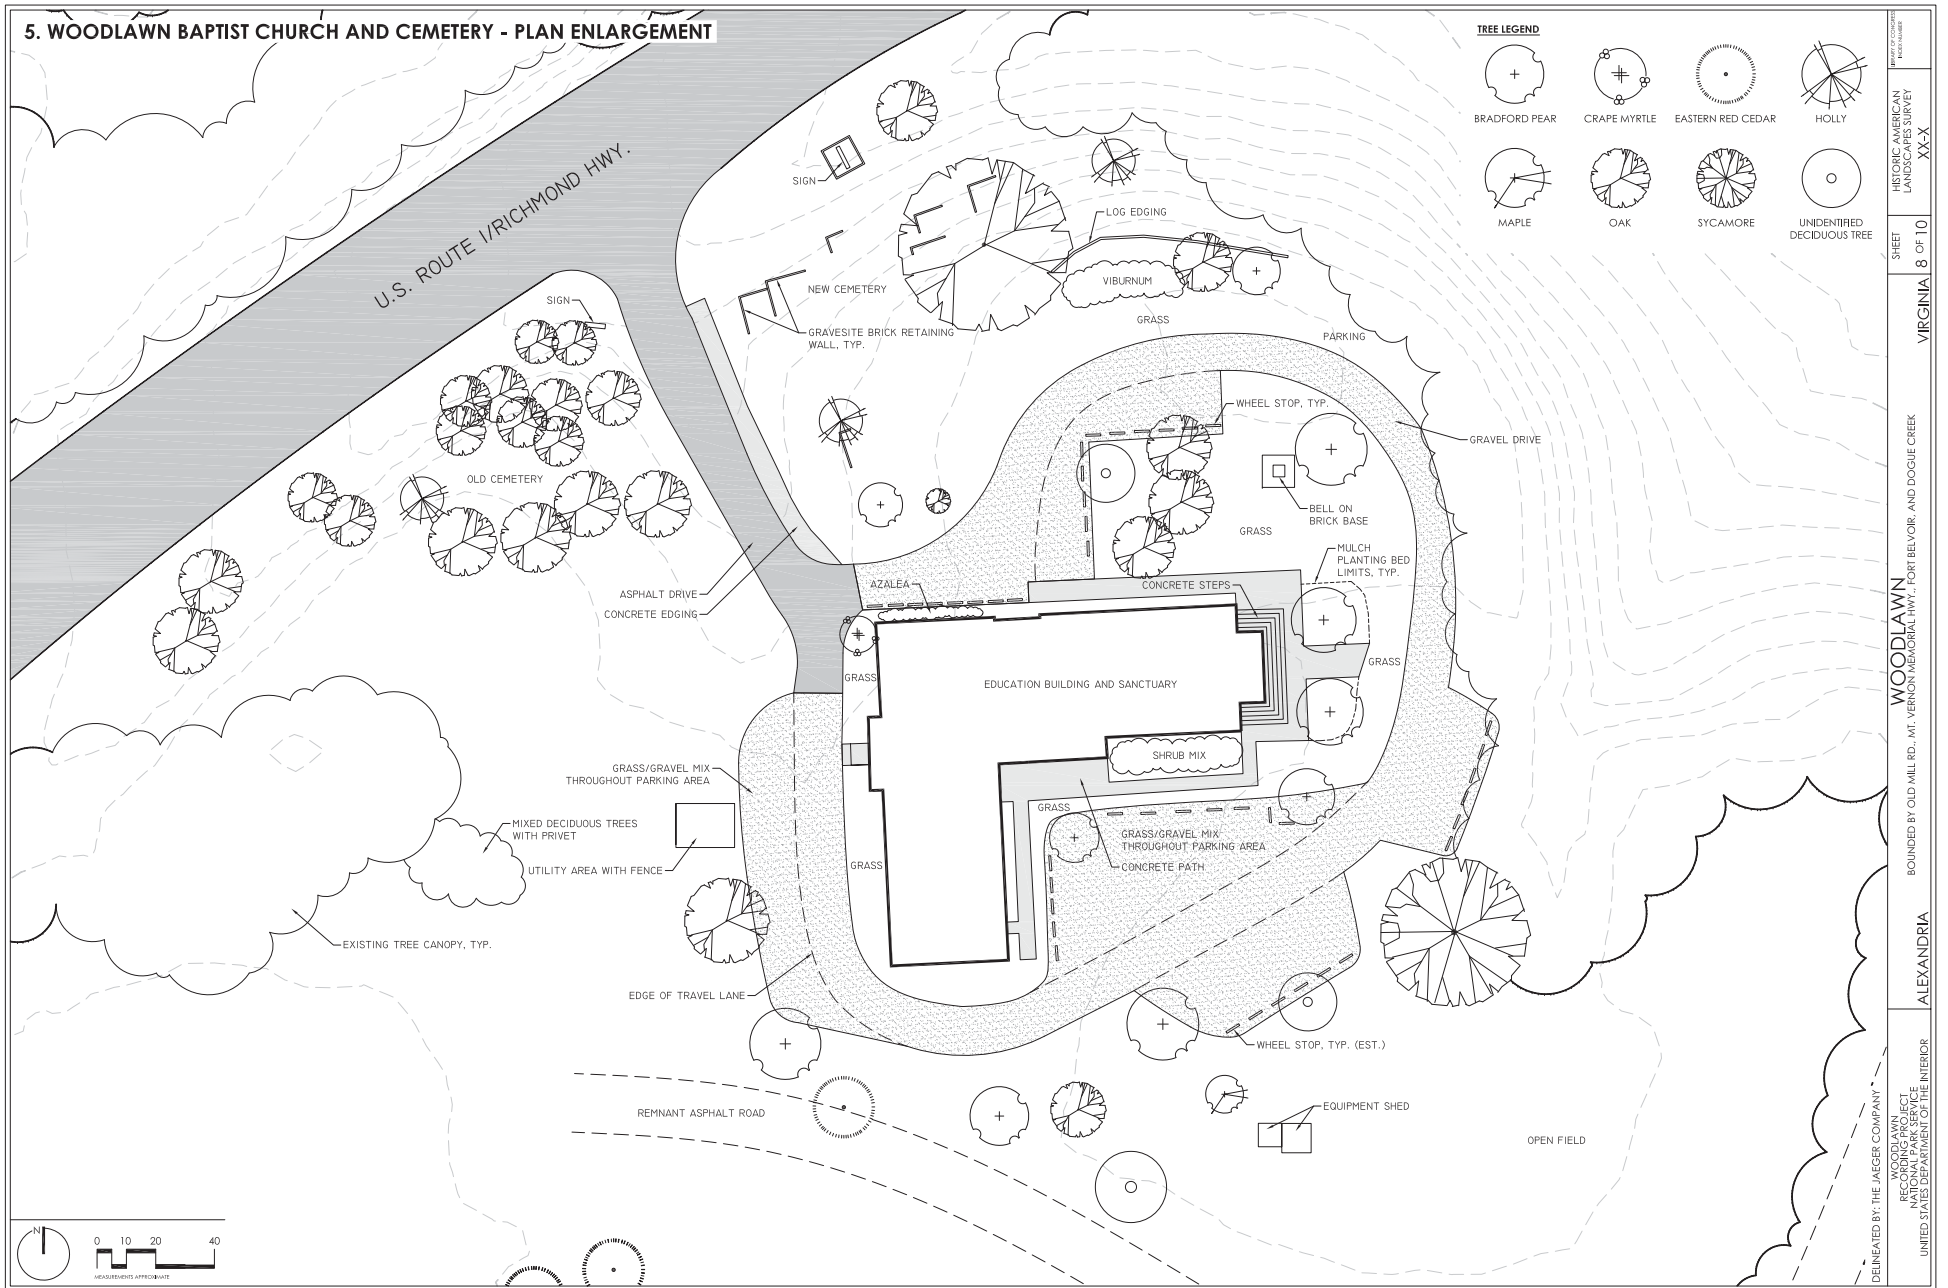 5. WOODLAWN BAPTIST CHURCH AND CEMETERY - PLAN ENLARGEMENT
TREE LEGEND
BRADFORD PEAR
CRAPE MYRTLE
EASTERN RED CEDAR
HOLLY
MAPLE
OAK
SYCAMORE
UNIDENTIFIED
DECIDUOUS TREE
U.S. ROUTE 1/RICHMOND HWY.
SIGN
LOG EDGING
VIBURNUM
NEW CEMETERY
GRASS
SIGN
GRAVESITE BRICK RETAINING
WALL, TYP.
PARKING
WHEEL STOP, TYP.
GRAVEL DRIVE
OLD CEMETERY
BELL ON
BRICK BASE
GRASS
MULCH
PLANTING BED
LIMITS, TYP.
AZALEA
CONCRETE STEPS
ASPHALT DRIVE
CONCRETE EDGING
GRASS
GRASS
EDUCATION BUILDING AND SANCTUARY
SHRUB MIX
GRASS/GRAVEL MIX
THROUGHOUT PARKING AREA
GRASS
MIXED DECIDUOUS TREES
WITH PRIVET
GRASS/GRAVEL MIX
THROUGHOUT PARKING AREA
UTILITY AREA WITH FENCE
GRASS
CONCRETE PATH
EXISTING TREE CANOPY, TYP.
EDGE OF TRAVEL LANE
WHEEL STOP, TYP. (EST.)
REMNANT ASPHALT ROAD
EQUIPMENT SHED
OPEN FIELD
N
0 10 20 40
MEASUREMENTS APPROXIMATE
LIBRARY OF CONGRESS
INDEX NUMBER
HISTORIC AMERICAN
LANDSCAPES SURVEY
XX-X
SHEET
8 OF 10
VIRGINIA
WOODLAWN
BOUNDED BY OLD MILL RD., MT. VERNON MEMORIAL HWY., FORT BELVOIR, AND DOGUE CREEK
ALEXANDRIA
DELINEATED BY: THE JAEGER COMPANY
WOODLAWN
RECORDING PROJECT
NATIONAL PARK SERVICE
UNITED STATES DEPARTMENT OF THE INTERIOR